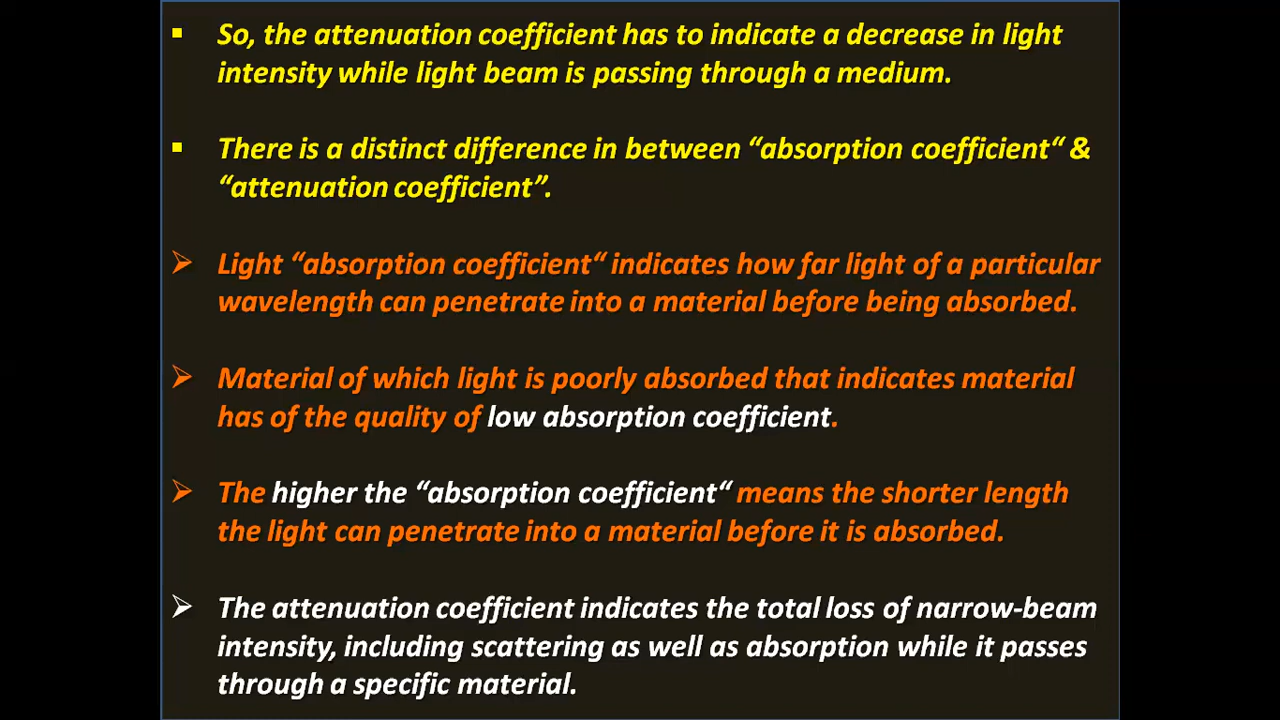 ▪ So, the attenuation coefficient has to indicate a decrease in light
intensity while light beam is passing through a medium.
▪ There is a distinct difference in between “absorption coefficient“ &
“attenuation coefficient”.
➢ Light “absorption coefficient“ indicates how far light of a particular
wavelength can penetrate into a material before being absorbed.
➢ Material of which light is poorly absorbed that indicates material
has of the quality of low absorption coefficient.
➢ The higher the “absorption coefficient“ means the shorter length
the light can penetrate into a material before it is absorbed.
➢ The attenuation coefficient indicates the total loss of narrow-beam
intensity, including scattering as well as absorption while it passes
through a specific material.